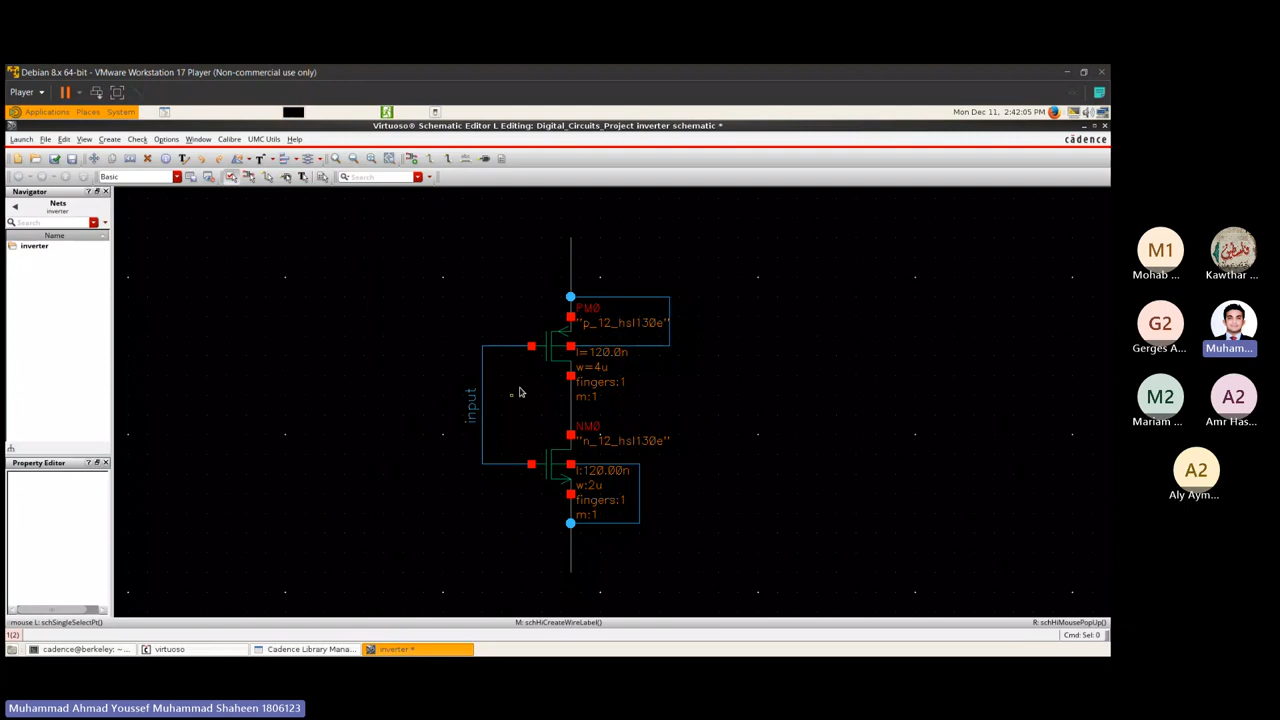 Debian 8.x 64-bit - VMware Workstation 17 Player (Non-commercial use only)
Player
Applications Places System
Mon Dec 11, 2:42:05 PM
Virtuoso® Schematic Editor L Editing: Digital_Circuits_Project inverter schematic *
Launch File Edit View Create Check Options Window Calibre UMC Utils Help
cādence
Basic
Search
Navigator
Nets
inverter
Search
Name
inverter
Property Editor
PM0
"p_12_hsl130e"
l=120.0n
w=4u
fingers:1
m:1
input
NM0
"n_12_hsl130e"
l:120.00n
w:2u
fingers:1
m:1
mouse L: schSingleSelectPt()
M: schHiCreateWireLabel()
R: schHiMousePopUp()
1(2)
Cmd: Sel: 0
cadence@berkeley: ~...
virtuoso
Cadence Library Mana...
inverter *
M1
Mohab ...
Kawthar ...
G2
Gerges A...
Muham...
M2
Mariam ...
A2
Amr Has...
A2
Aly Aym...
Muhammad Ahmad Youssef Muhammad Shaheen 1806123